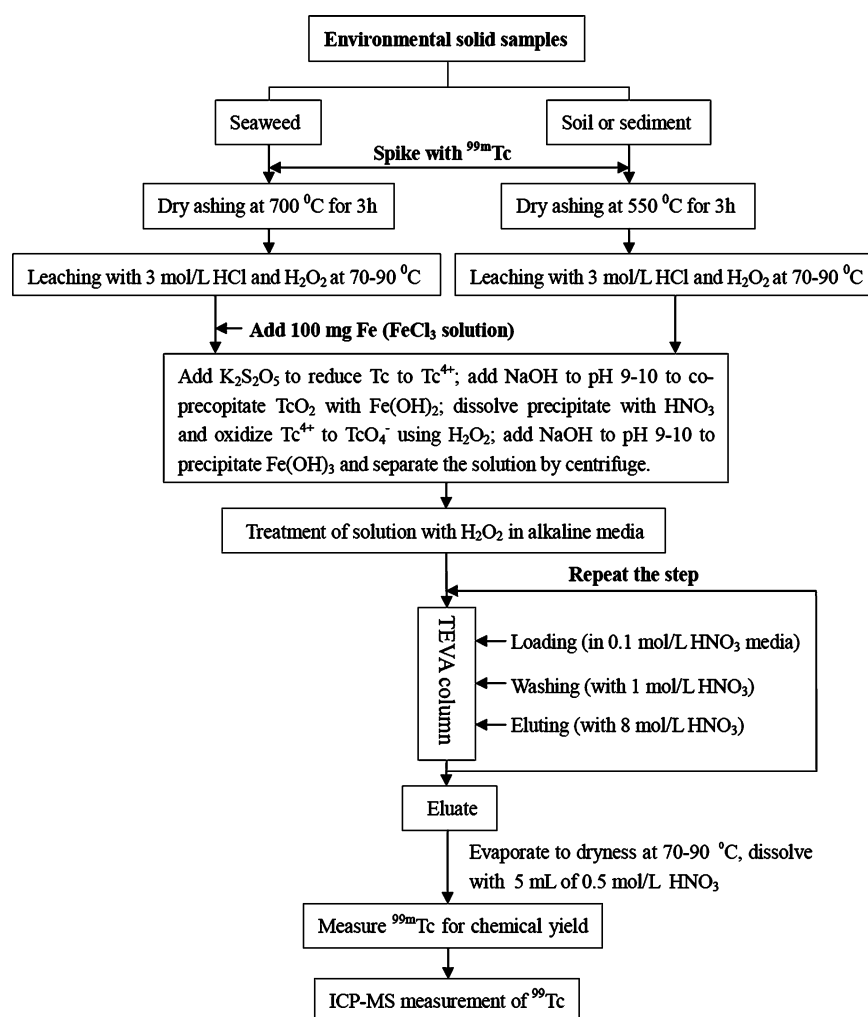 Environmental solid samples
Seaweed
Soil or sediment
Spike with ⁹⁹ᵐTc
Dry ashing at 700 ⁰C for 3h
Dry ashing at 550 ⁰C for 3h
Leaching with 3 mol/L HCl and H₂O₂ at 70-90 ⁰C
Leaching with 3 mol/L HCl and H₂O₂ at 70-90 ⁰C
Add 100 mg Fe (FeCl₃ solution)
Add K₂S₂O₅ to reduce Tc to Tc⁴⁺; add NaOH to pH 9-10 to co-
precopitate TcO₂ with Fe(OH)₂; dissolve precipitate with HNO₃
and oxidize Tc⁴⁺ to TcO₄⁻ using H₂O₂; add NaOH to pH 9-10 to
precipitate Fe(OH)₃ and separate the solution by centrifuge.
Treatment of solution with H₂O₂ in alkaline media
Repeat the step
TEVA column
Loading (in 0.1 mol/L HNO₃ media)
Washing (with 1 mol/L HNO₃)
Eluting (with 8 mol/L HNO₃)
Eluate
Evaporate to dryness at 70-90 ⁰C, dissolve
with 5 mL of 0.5 mol/L HNO₃
Measure ⁹⁹ᵐTc for chemical yield
ICP-MS measurement of ⁹⁹Tc